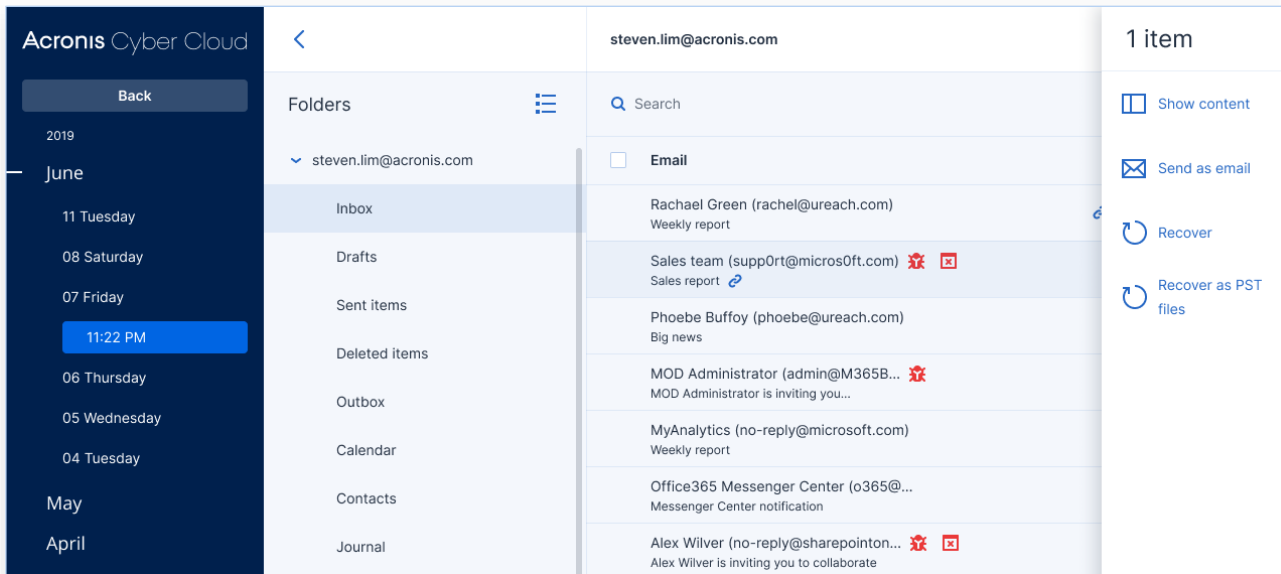 Acronis Cyber Cloud
Back
2019
June
11 Tuesday
08 Saturday
07 Friday
11:22 PM
06 Thursday
05 Wednesday
04 Tuesday
May
April
Folders
steven.lim@acronis.com
Inbox
Drafts
Sent items
Deleted items
Outbox
Calendar
Contacts
Journal
steven.lim@acronis.com
Search
Email
Rachael Green (rachel@ureach.com)
Weekly report
Sales team (supp0rt@micros0ft.com)
Sales report
Phoebe Buffoy (phoebe@ureach.com)
Big news
MOD Administrator (admin@M365B...
MOD Administrator is inviting you...
MyAnalytics (no-reply@microsoft.com)
Weekly report
Office365 Messenger Center (o365@...
Messenger Center notification
Alex Wilver (no-reply@sharepointon...
Alex Wilver is inviting you to collaborate
1 item
Show content
Send as email
Recover
Recover as PST
files